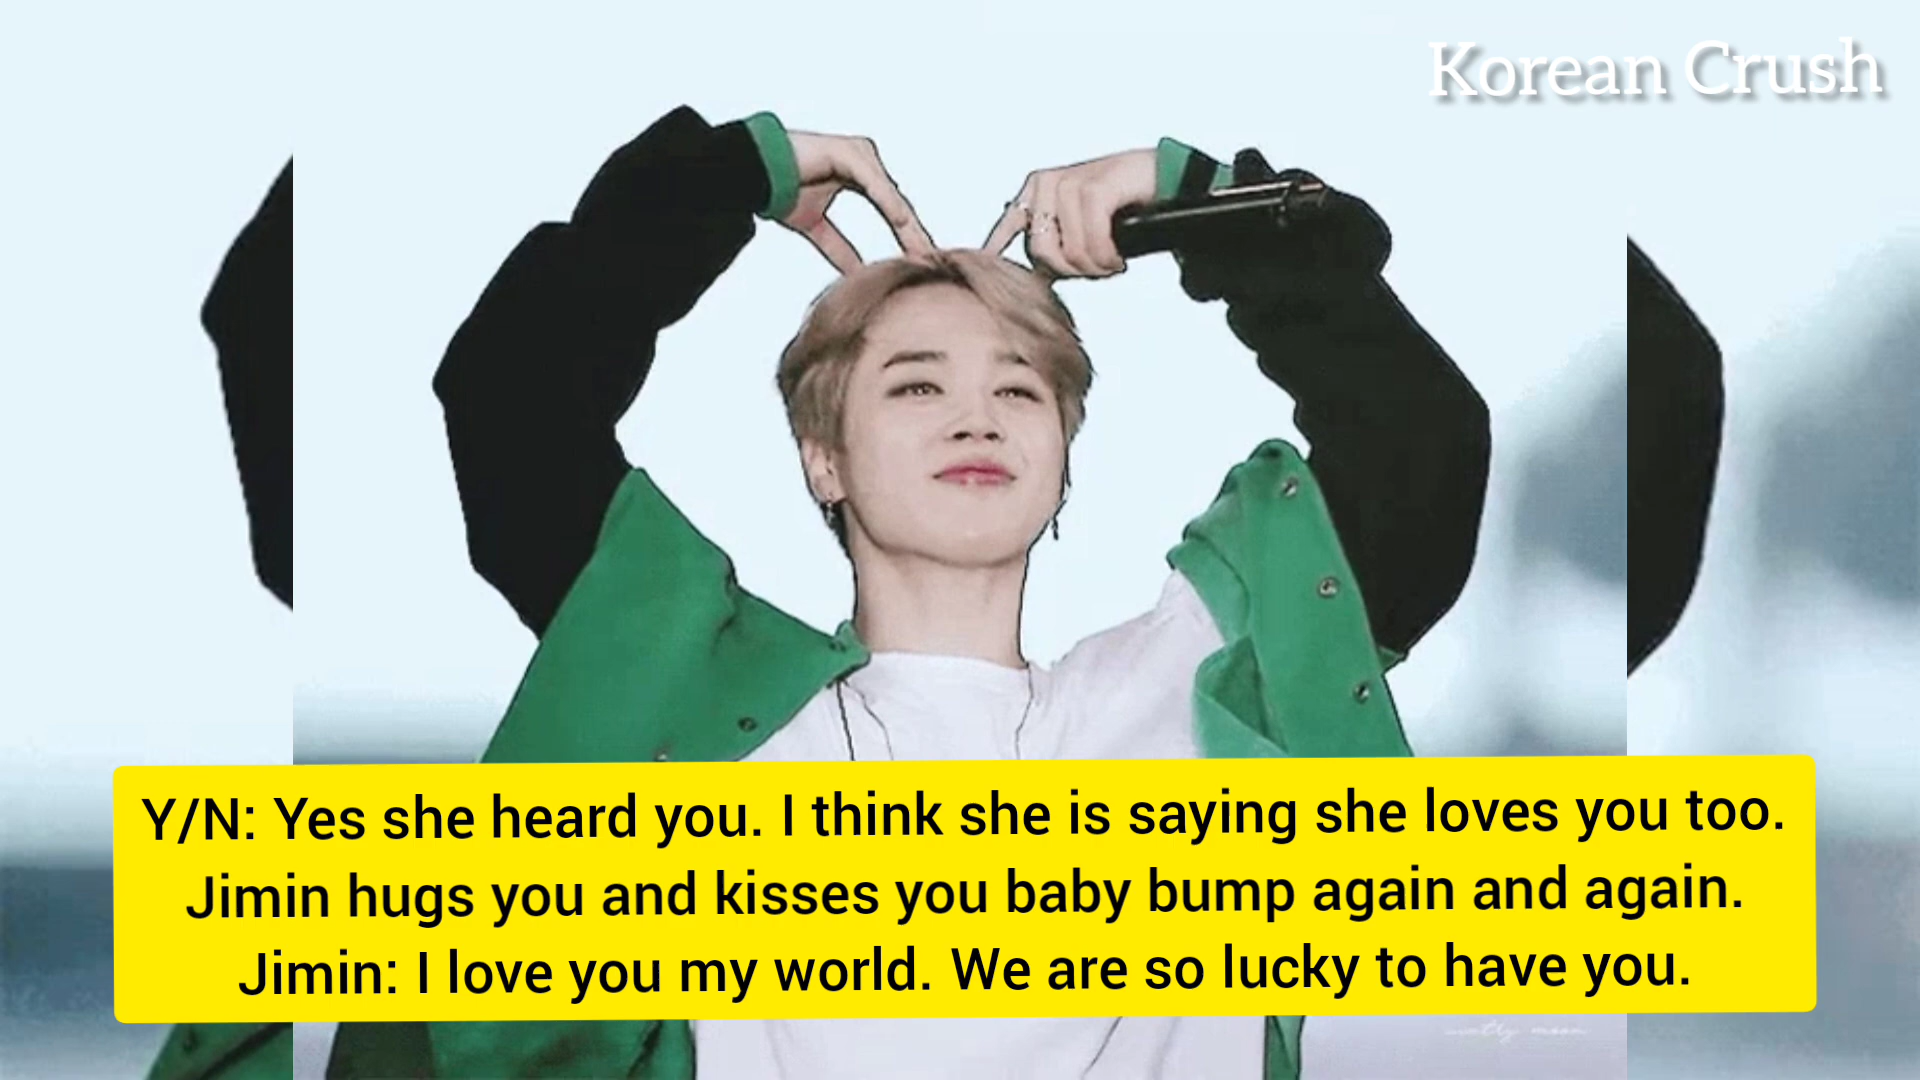 Korean Crush
Y/N: Yes she heard you. I think she is saying she loves you too.
Jimin hugs you and kisses you baby bump again and again.
Jimin: I love you my world. We are so lucky to have you.